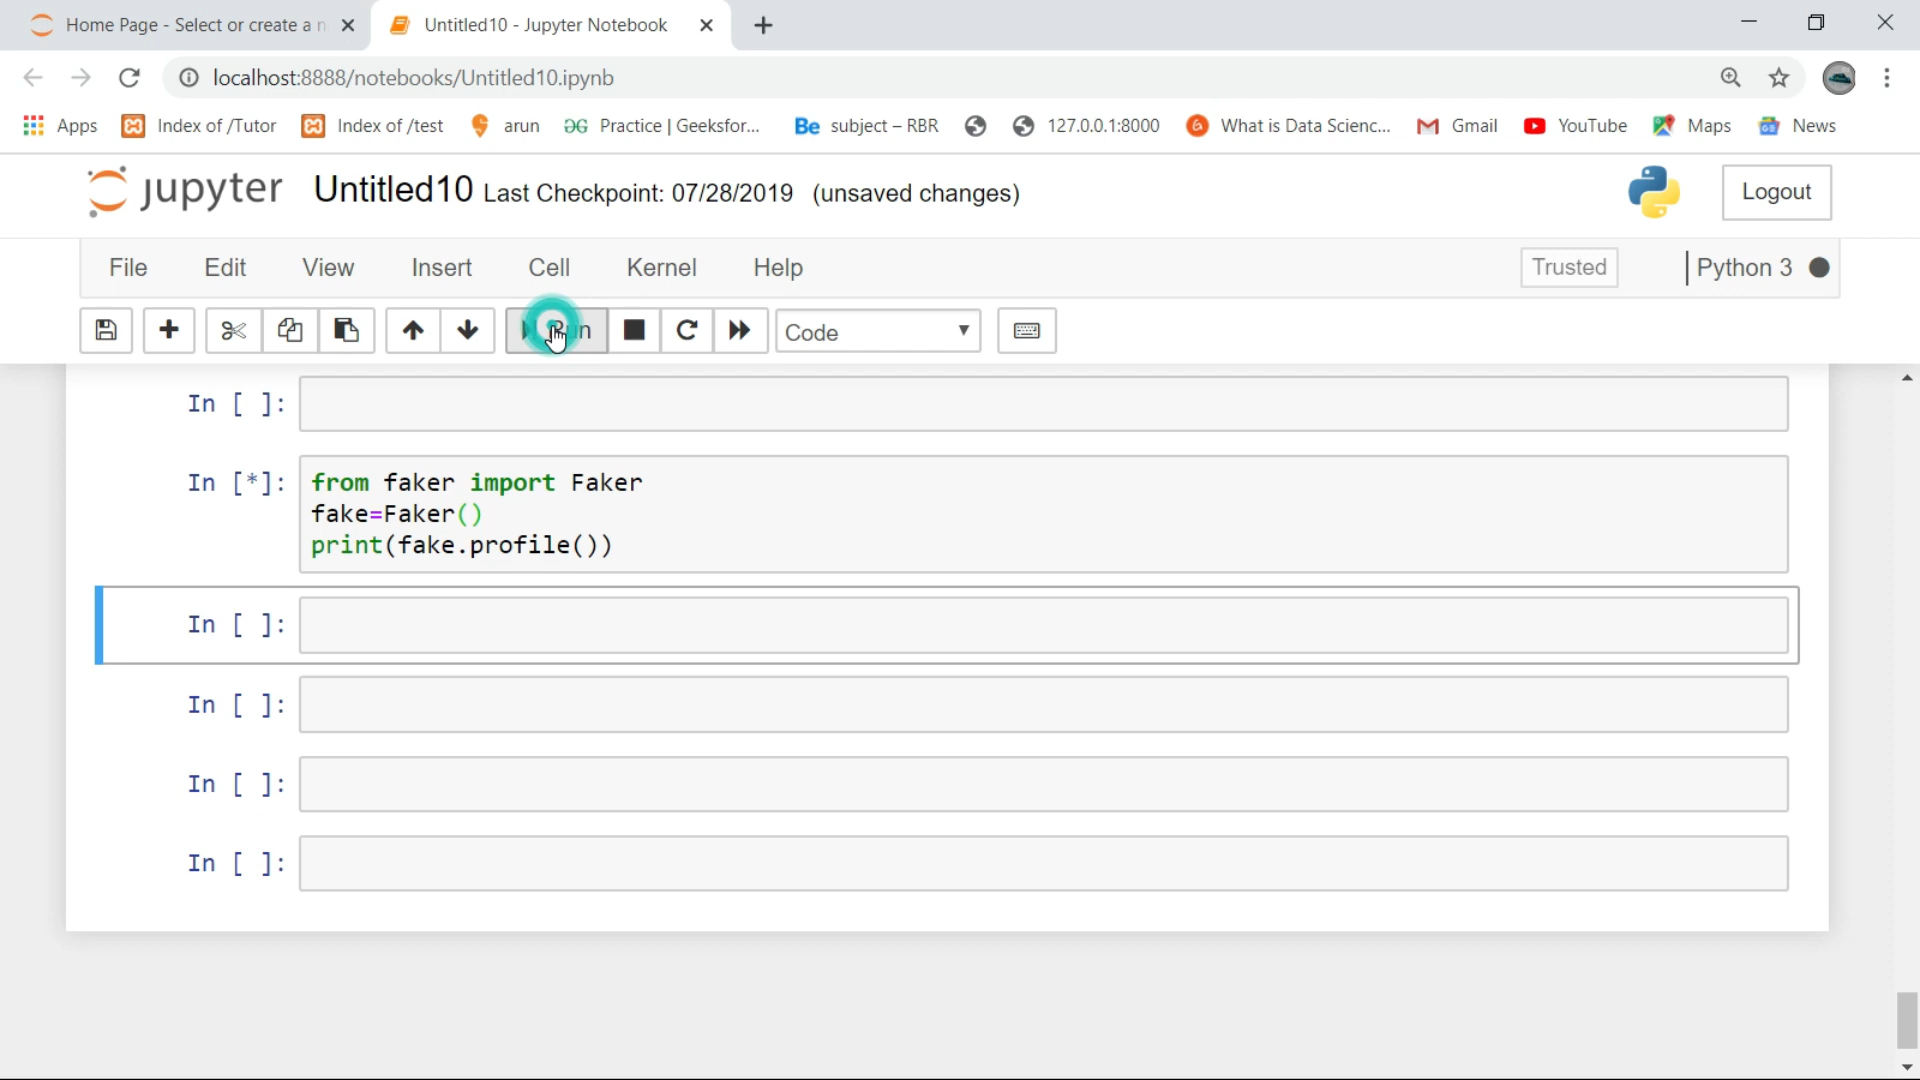 Home Page - Select or create a n
Untitled10 - Jupyter Notebook
localhost:8888/notebooks/Untitled10.ipynb
Apps Index of /Tutor Index of /test arun Practice | Geeksfor... Be subject – RBR 127.0.0.1:8000 What is Data Scienc... Gmail YouTube Maps News
jupyter Untitled10 Last Checkpoint: 07/28/2019 (unsaved changes) Logout
File Edit View Insert Cell Kernel Help Trusted Python 3
Run Code
In [ ]:
In [*]: from faker import Faker
fake=Faker()
print(fake.profile())
In [ ]:
In [ ]:
In [ ]:
In [ ]: